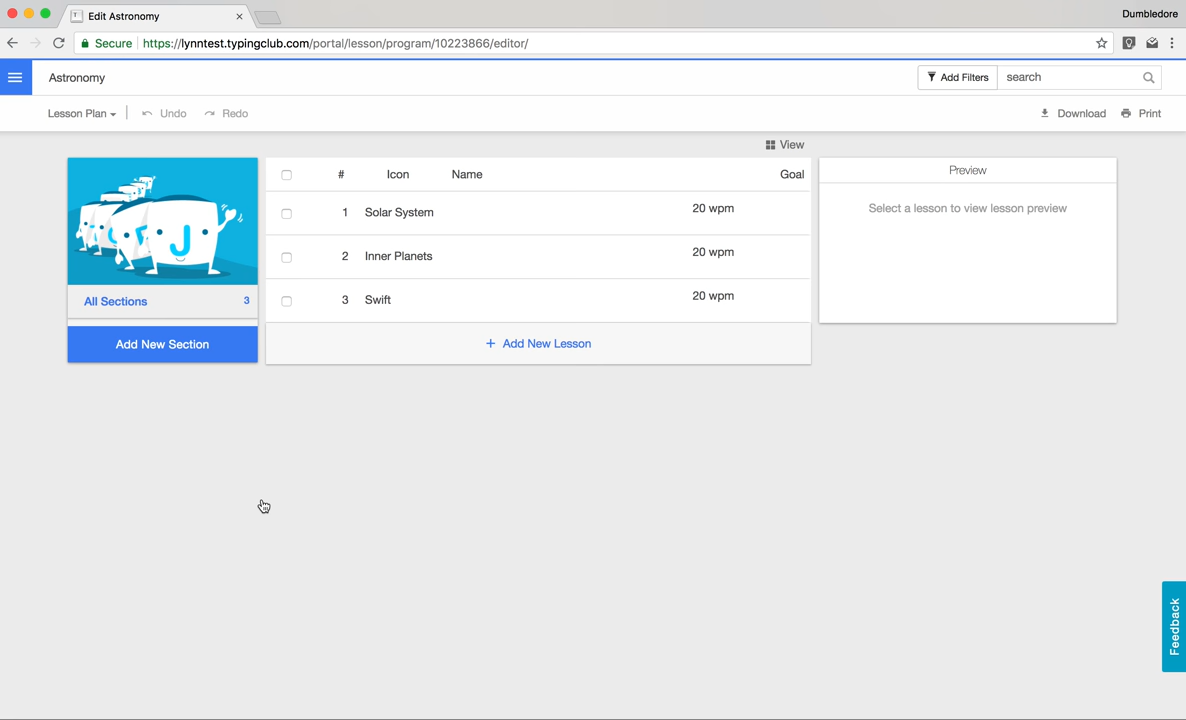 Edit Astronomy
Dumbledore
Secure https://lynntest.typingclub.com/portal/lesson/program/10223866/editor/
Astronomy
Add Filters
search
Lesson Plan
Undo
Redo
Download
Print
View
# Icon Name Goal
1 Solar System 20 wpm
2 Inner Planets 20 wpm
3 Swift 20 wpm
+ Add New Lesson
J
All Sections 3
Add New Section
Preview
Select a lesson to view lesson preview
Feedback